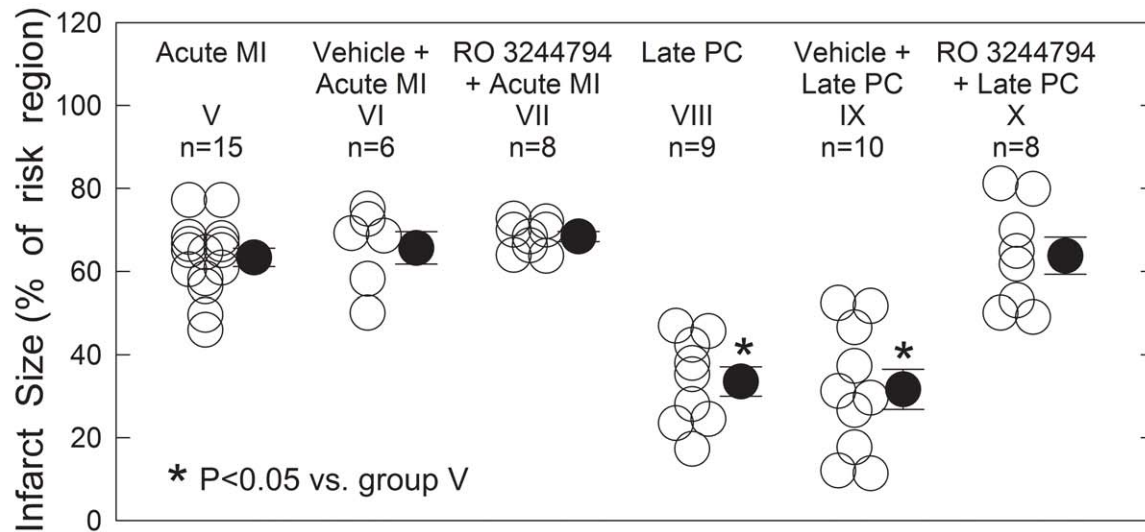 Infarct Size (% of risk region)
120
100
80
60
40
20
0
Acute MI
V
n=15
Vehicle +
Acute MI
VI
n=6
RO 3244794
+ Acute MI
VII
n=8
Late PC
VIII
n=9
Vehicle +
Late PC
IX
n=10
RO 3244794
+ Late PC
X
n=8
*
*
* P<0.05 vs. group V